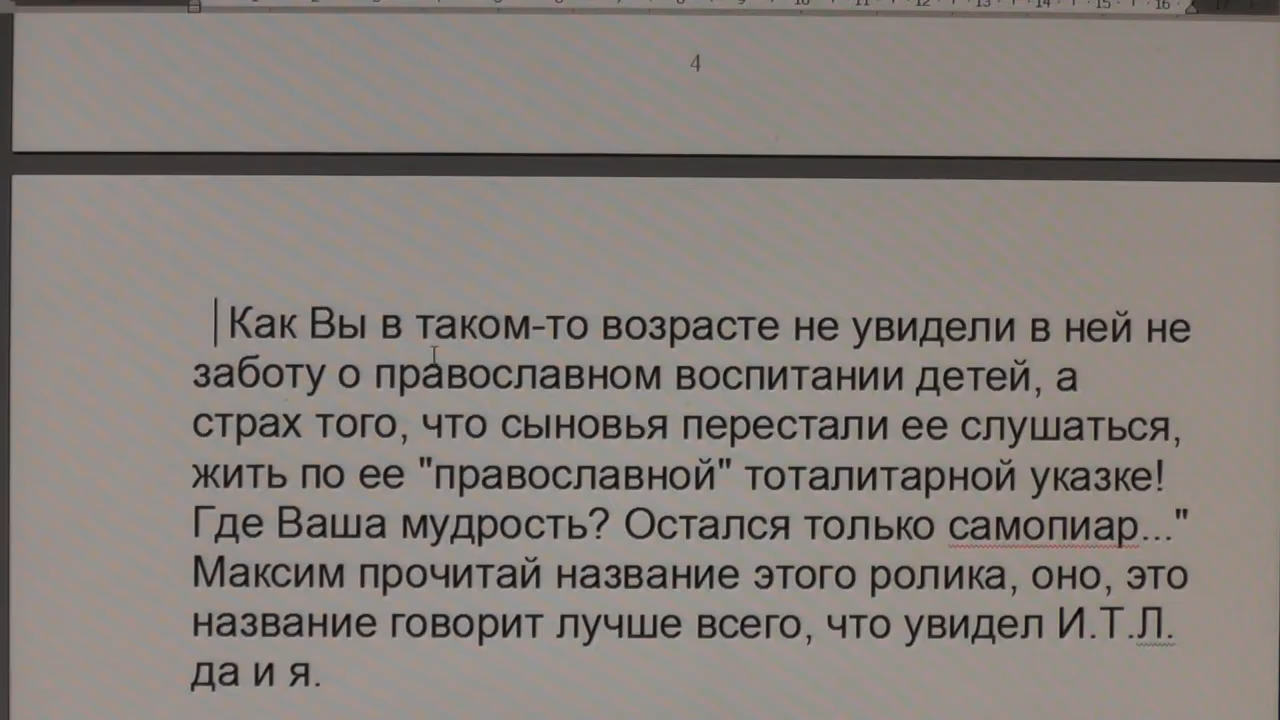 4
Как Вы в таком-то возрасте не увидели в ней не
заботу о православном воспитании детей, а
страх того, что сыновья перестали ее слушаться,
жить по ее "православной" тоталитарной указке!
Где Ваша мудрость? Остался только самопиар..."
Максим прочитай название этого ролика, оно, это
название говорит лучше всего, что увидел И.Т.Л.
да и я.